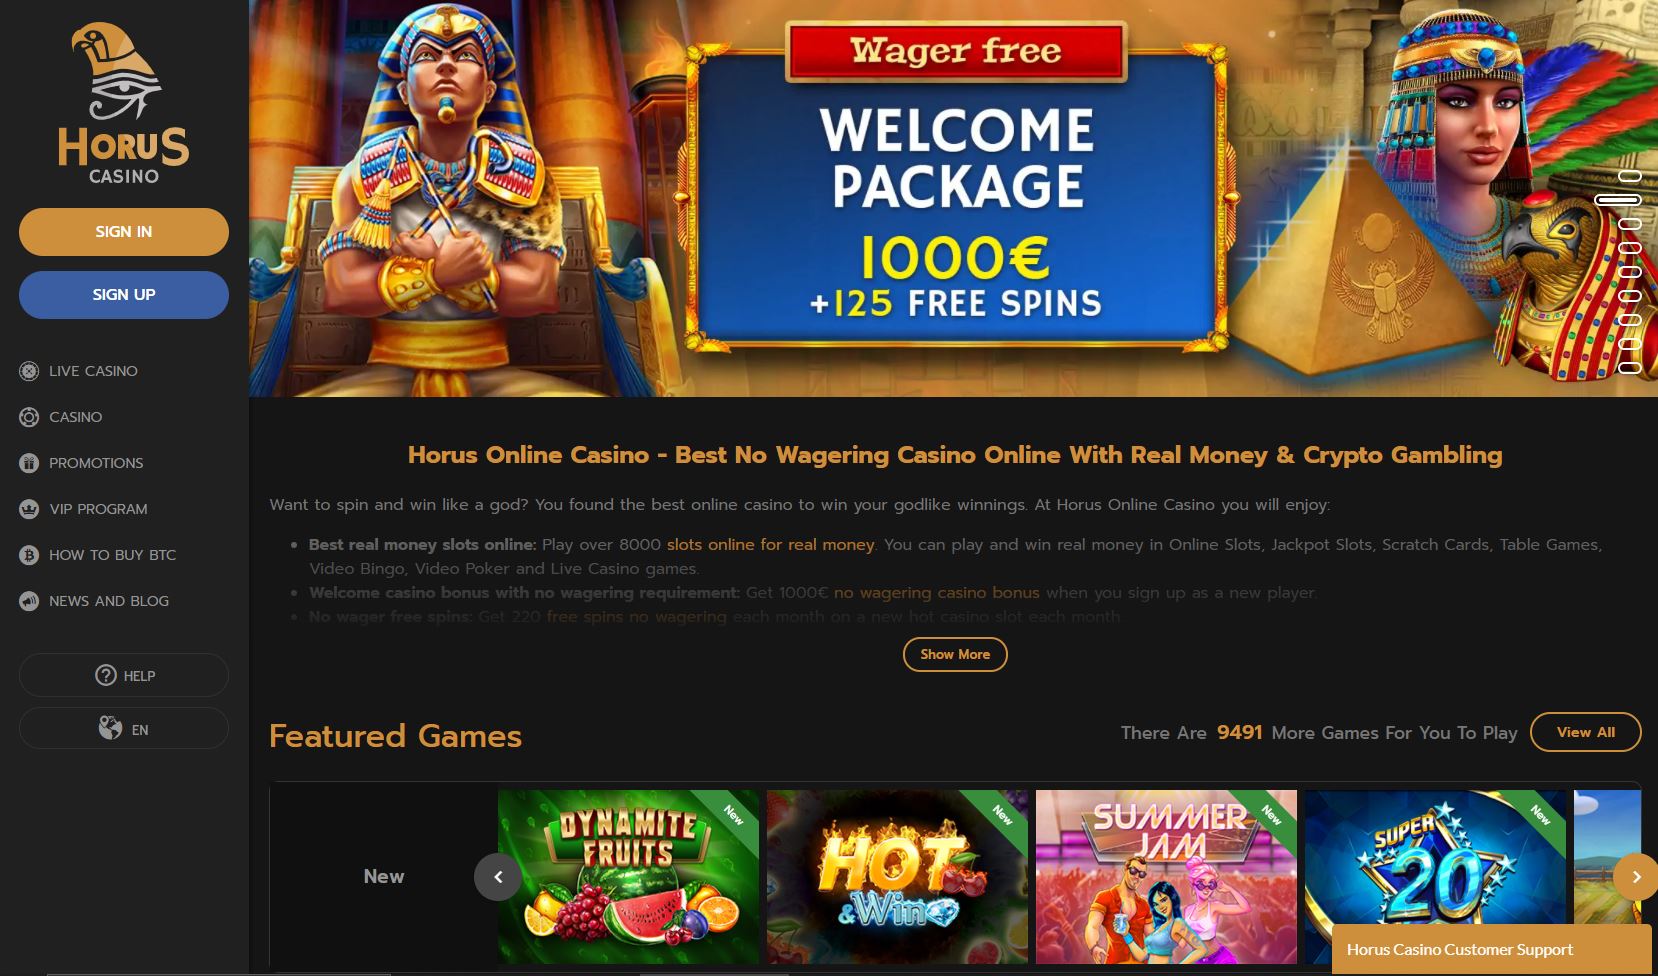 HORUS
CASINO
SIGN IN
SIGN UP
LIVE CASINO
CASINO
PROMOTIONS
VIP PROGRAM
HOW TO BUY BTC
NEWS AND BLOG
HELP
EN
Wager free
WELCOME
PACKAGE
1000€
+125 FREE SPINS
Horus Online Casino - Best No Wagering Casino Online With Real Money & Crypto Gambling
Want to spin and win like a god? You found the best online casino to win your godlike winnings. At Horus Online Casino you will enjoy:
• Best real money slots online: Play over 8000 slots online for real money. You can play and win real money in Online Slots, Jackpot Slots, Scratch Cards, Table Games,
Video Bingo, Video Poker and Live Casino games.
• Welcome casino bonus with no wagering requirement: Get 1000€ no wagering casino bonus when you sign up as a new player.
• No wager free spins: Get 220 free spins no wagering each month on a new hot casino slot each month
Show More
Featured Games
There Are 9491 More Games For You To Play
View All
New
DYNAMITE
FRUITS
New
HOT
&Win
New
SUMMER
JAM
New
SUPER
20
New
Horus Casino Customer Support